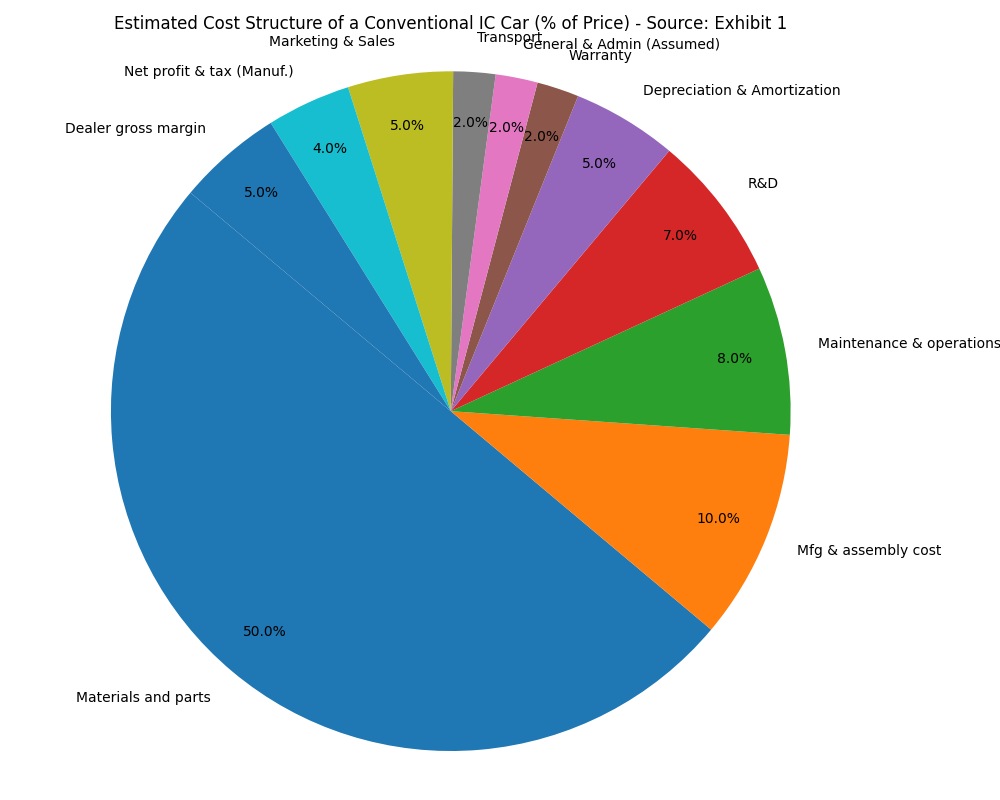 Estimated Cost Structure of a Conventional IC Car (% of Price) - Source: Exhibit 1
Transport
Marketing & Sales
General & Admin (Assumed)
Warranty
Net profit & tax (Manuf.)
Depreciation & Amortization
Dealer gross margin
R&D
Maintenance & operations
Mfg & assembly cost
Materials and parts
2.0%
5.0%
2.0%
2.0%
4.0%
5.0%
5.0%
7.0%
8.0%
10.0%
50.0%